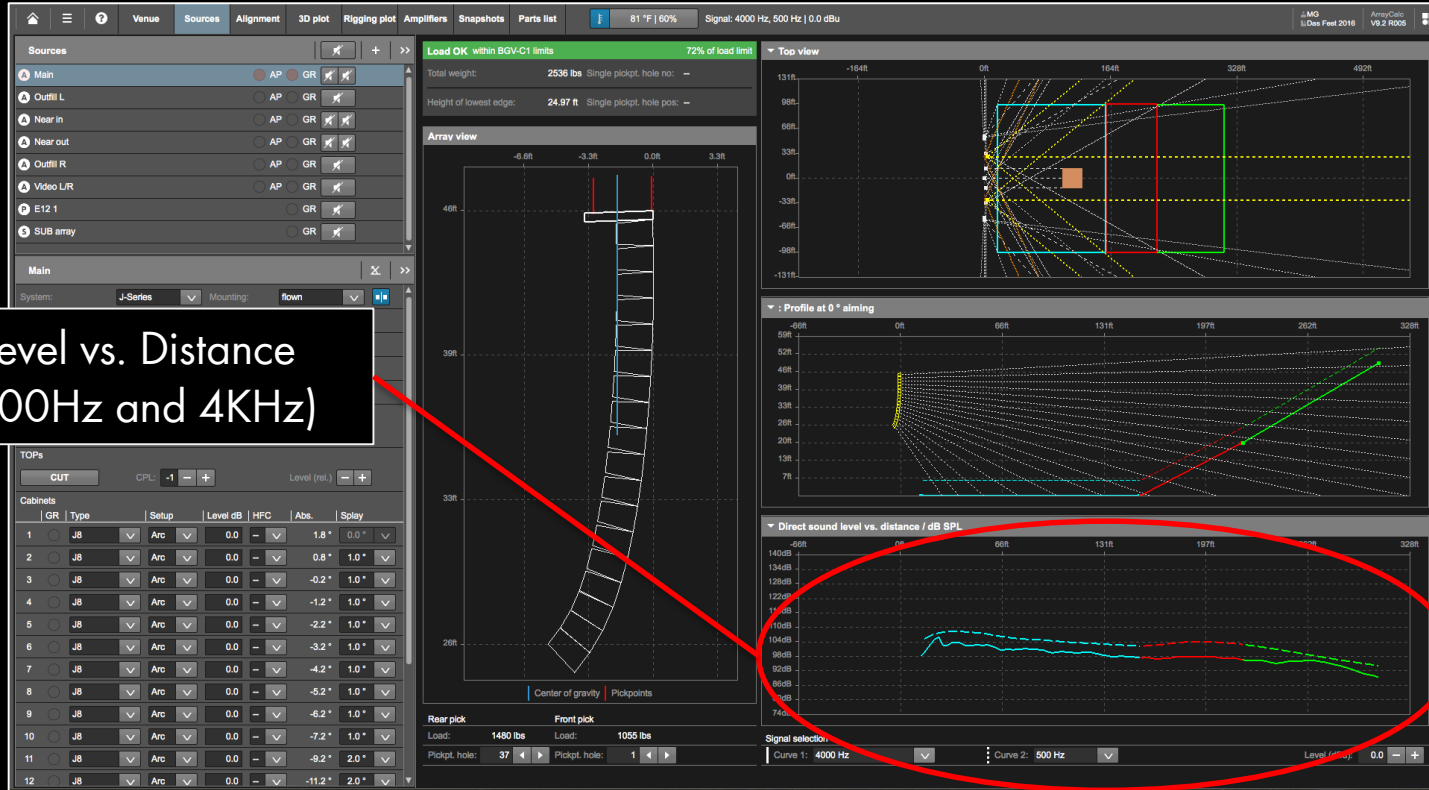 Venue Sources Alignment 3D plot Rigging plot Amplifiers Snapshots Parts list 81 °F | 60% Signal: 4000 Hz, 500 Hz | 0.0 dBu MG Das Fest 2016 ArrayCalc V9.2 R005
Sources + >>
A Main AP GR
A Outfill L AP GR
A Near in AP GR
A Near out AP GR
A Outfill R AP GR
A Video L/R AP GR
P E12 1 GR
S SUB array GR
Main X >>
System: J-Series Mounting: flown
evel vs. Distance
00Hz and 4KHz)
TOPs
CUT CPL: -1 - + Level (rel.) - +
Cabinets
GR Type Setup Level dB HFC Abs. Splay
1 J8 Arc 0.0 – 1.8 ° 0.0 °
2 J8 Arc 0.0 – 0.8 ° 1.0 °
3 J8 Arc 0.0 – -0.2 ° 1.0 °
4 J8 Arc 0.0 – -1.2 ° 1.0 °
5 J8 Arc 0.0 – -2.2 ° 1.0 °
6 J8 Arc 0.0 – -3.2 ° 1.0 °
7 J8 Arc 0.0 – -4.2 ° 1.0 °
8 J8 Arc 0.0 – -5.2 ° 1.0 °
9 J8 Arc 0.0 – -6.2 ° 1.0 °
10 J8 Arc 0.0 – -7.2 ° 1.0 °
11 J8 Arc 0.0 – -9.2 ° 2.0 °
12 J8 Arc 0.0 – -11.2 ° 2.0 °
Load OK within BGV-C1 limits 72% of load limit
Total weight: 2536 lbs Single pickpt. hole no: –
Height of lowest edge: 24.97 ft Single pickpt. hole pos: –
Array view
-6.6ft -3.3ft 0.0ft 3.3ft
46ft
39ft
33ft
26ft
Center of gravity Pickpoints
Rear pick Front pick
Load: 1480 lbs Load: 1055 lbs
Pickpt. hole: 37 Pickpt. hole: 1
Top view
-164ft 0ft 164ft 328ft 492ft
131ft
98ft
66ft
33ft
0ft
-33ft
-66ft
-98ft
-131ft
: Profile at 0 ° aiming
-66ft 0ft 66ft 131ft 197ft 262ft 328ft
59ft
52ft
46ft
39ft
33ft
26ft
20ft
13ft
7ft
Direct sound level vs. distance / dB SPL
-66ft 0ft 66ft 131ft 197ft 328ft
140dB
134dB
128dB
110dB
104dB
98dB
92dB
86dB
74dB
Signal selection
Curve 1: 4000 Hz Curve 2: 500 Hz Level (dBu): 0.0 - +